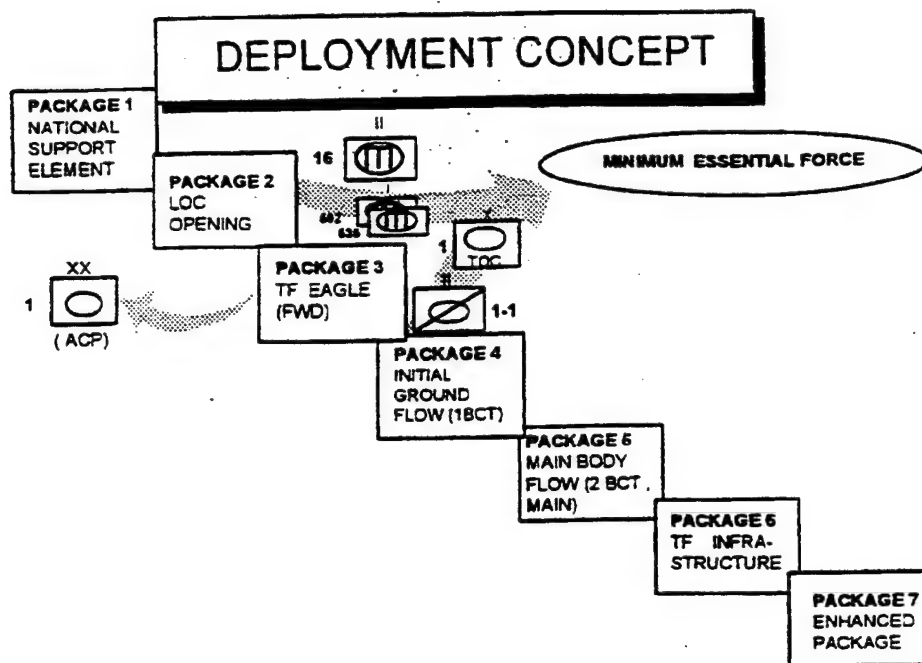 DEPLOYMENT CONCEPT
PACKAGE 1
NATIONAL
SUPPORT
ELEMENT
II
16
MINIMUM ESSENTIAL FORCE
PACKAGE 2
LOC
OPENING
I
636
X
1
TOC
PACKAGE 3
TF EAGLE
(FWD)
XX
1
(ACP)
II
1-1
PACKAGE 4
INITIAL
GROUND
FLOW (1BCT)
PACKAGE 5
MAIN BODY
FLOW (2 BCT ,
MAIN)
PACKAGE 6
TF INFRA-
STRUCTURE
PACKAGE 7
ENHANCED
PACKAGE